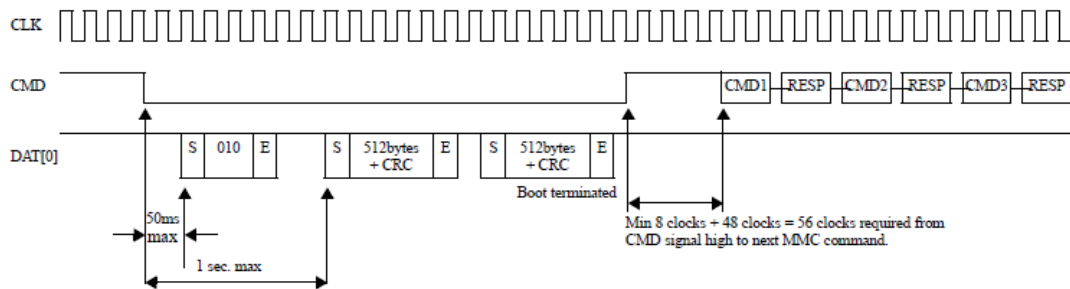 CLK
CMD
CMD1 RESP CMD2 RESP CMD3 RESP
DAT[0]
S 010 E S 512bytes + CRC E S 512bytes + CRC E
Boot terminated
50ms
max
Min 8 clocks + 48 clocks = 56 clocks required from
CMD signal high to next MMC command.
1 sec. max